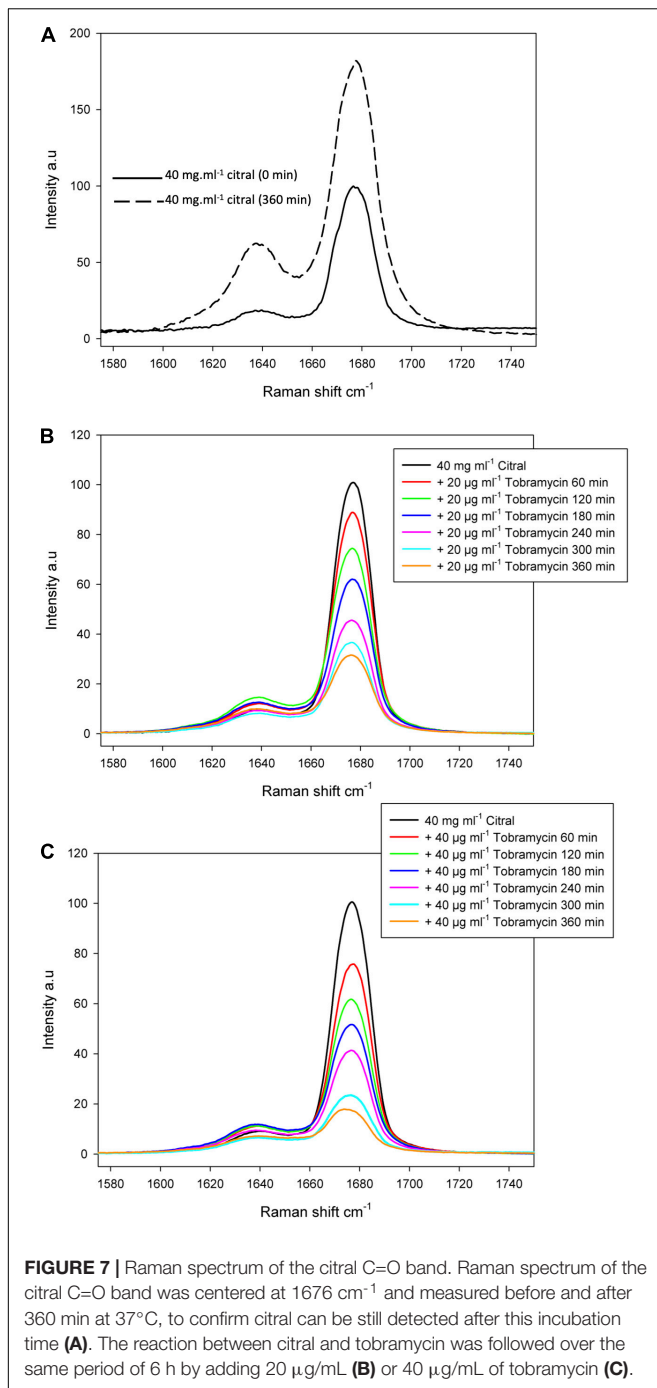 A
200
150
100
50
0
Intensity a.u
40 mg.ml⁻¹ citral (0 min)
40 mg.ml⁻¹ citral (360 min)
1580 1600 1620 1640 1660 1680 1700 1720 1740
Raman shift cm⁻¹
B
120
100
80
60
40
20
0
Intensity a.u
40 mg ml⁻¹ Citral
+ 20 µg ml⁻¹ Tobramycin 60 min
+ 20 µg ml⁻¹ Tobramycin 120 min
+ 20 µg ml⁻¹ Tobramycin 180 min
+ 20 µg ml⁻¹ Tobramycin 240 min
+ 20 µg ml⁻¹ Tobramycin 300 min
+ 20 µg ml⁻¹ Tobramycin 360 min
1580 1600 1620 1640 1660 1680 1700 1720 1740
Raman shift cm⁻¹
C
120
100
80
60
40
20
0
Intensity a.u
40 mg ml⁻¹ Citral
+ 40 µg ml⁻¹ Tobramycin 60 min
+ 40 µg ml⁻¹ Tobramycin 120 min
+ 40 µg ml⁻¹ Tobramycin 180 min
+ 40 µg ml⁻¹ Tobramycin 240 min
+ 40 µg ml⁻¹ Tobramycin 300 min
+ 40 µg ml⁻¹ Tobramycin 360 min
1580 1600 1620 1640 1660 1680 1700 1720 1740
Raman shift cm⁻¹
FIGURE 7 | Raman spectrum of the citral C=O band. Raman spectrum of the
citral C=O band was centered at 1676 cm⁻¹ and measured before and after
360 min at 37°C, to confirm citral can be still detected after this incubation
time (A). The reaction between citral and tobramycin was followed over the
same period of 6 h by adding 20 µg/mL (B) or 40 µg/mL of tobramycin (C).